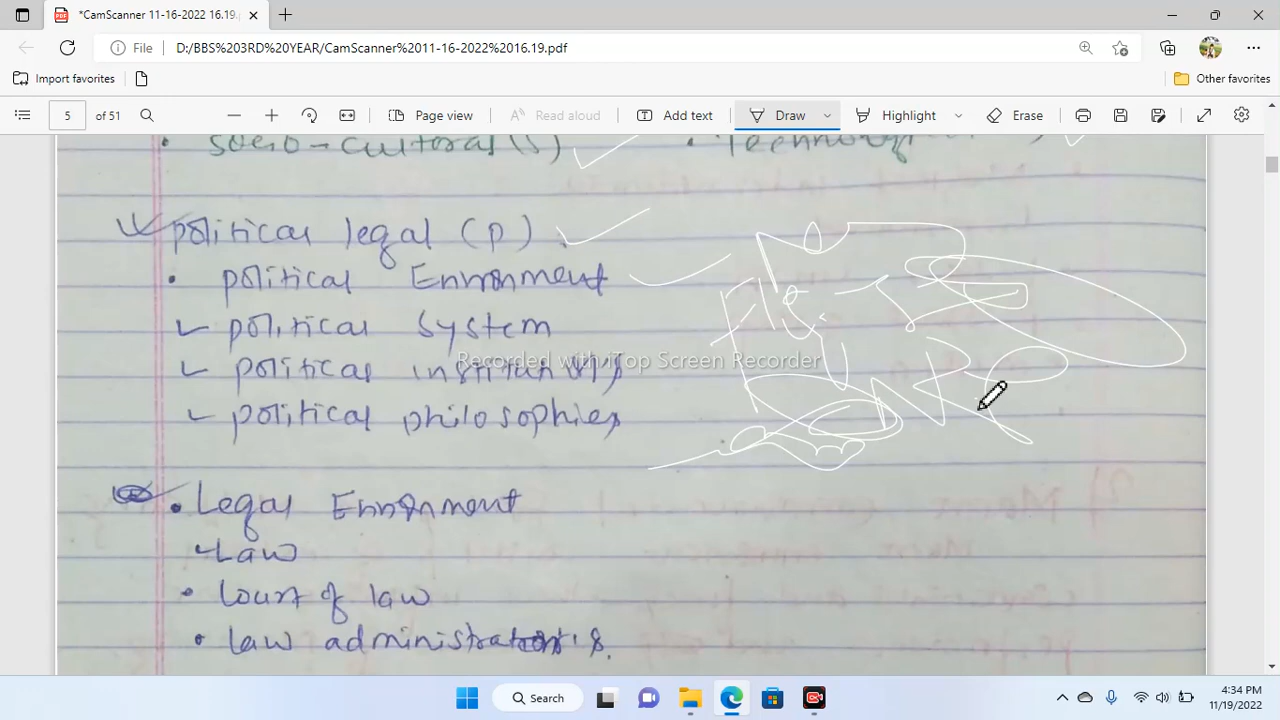 *CamScanner 11-16-2022 16.19.
File D:/BBS%203RD%20YEAR/CamScanner%2011-16-2022%2016.19.pdf
Import favorites
Other favorites
5 of 51
Page view
Read aloud
Add text
Draw
Highlight
Erase
Socio-cultural (S)
political legal (P)
political Environment
political system
political
Recorded with iTop Screen Recorder
political philosophies
Legal Environment
Law
Court of law
law
Search
4:34 PM
11/19/2022